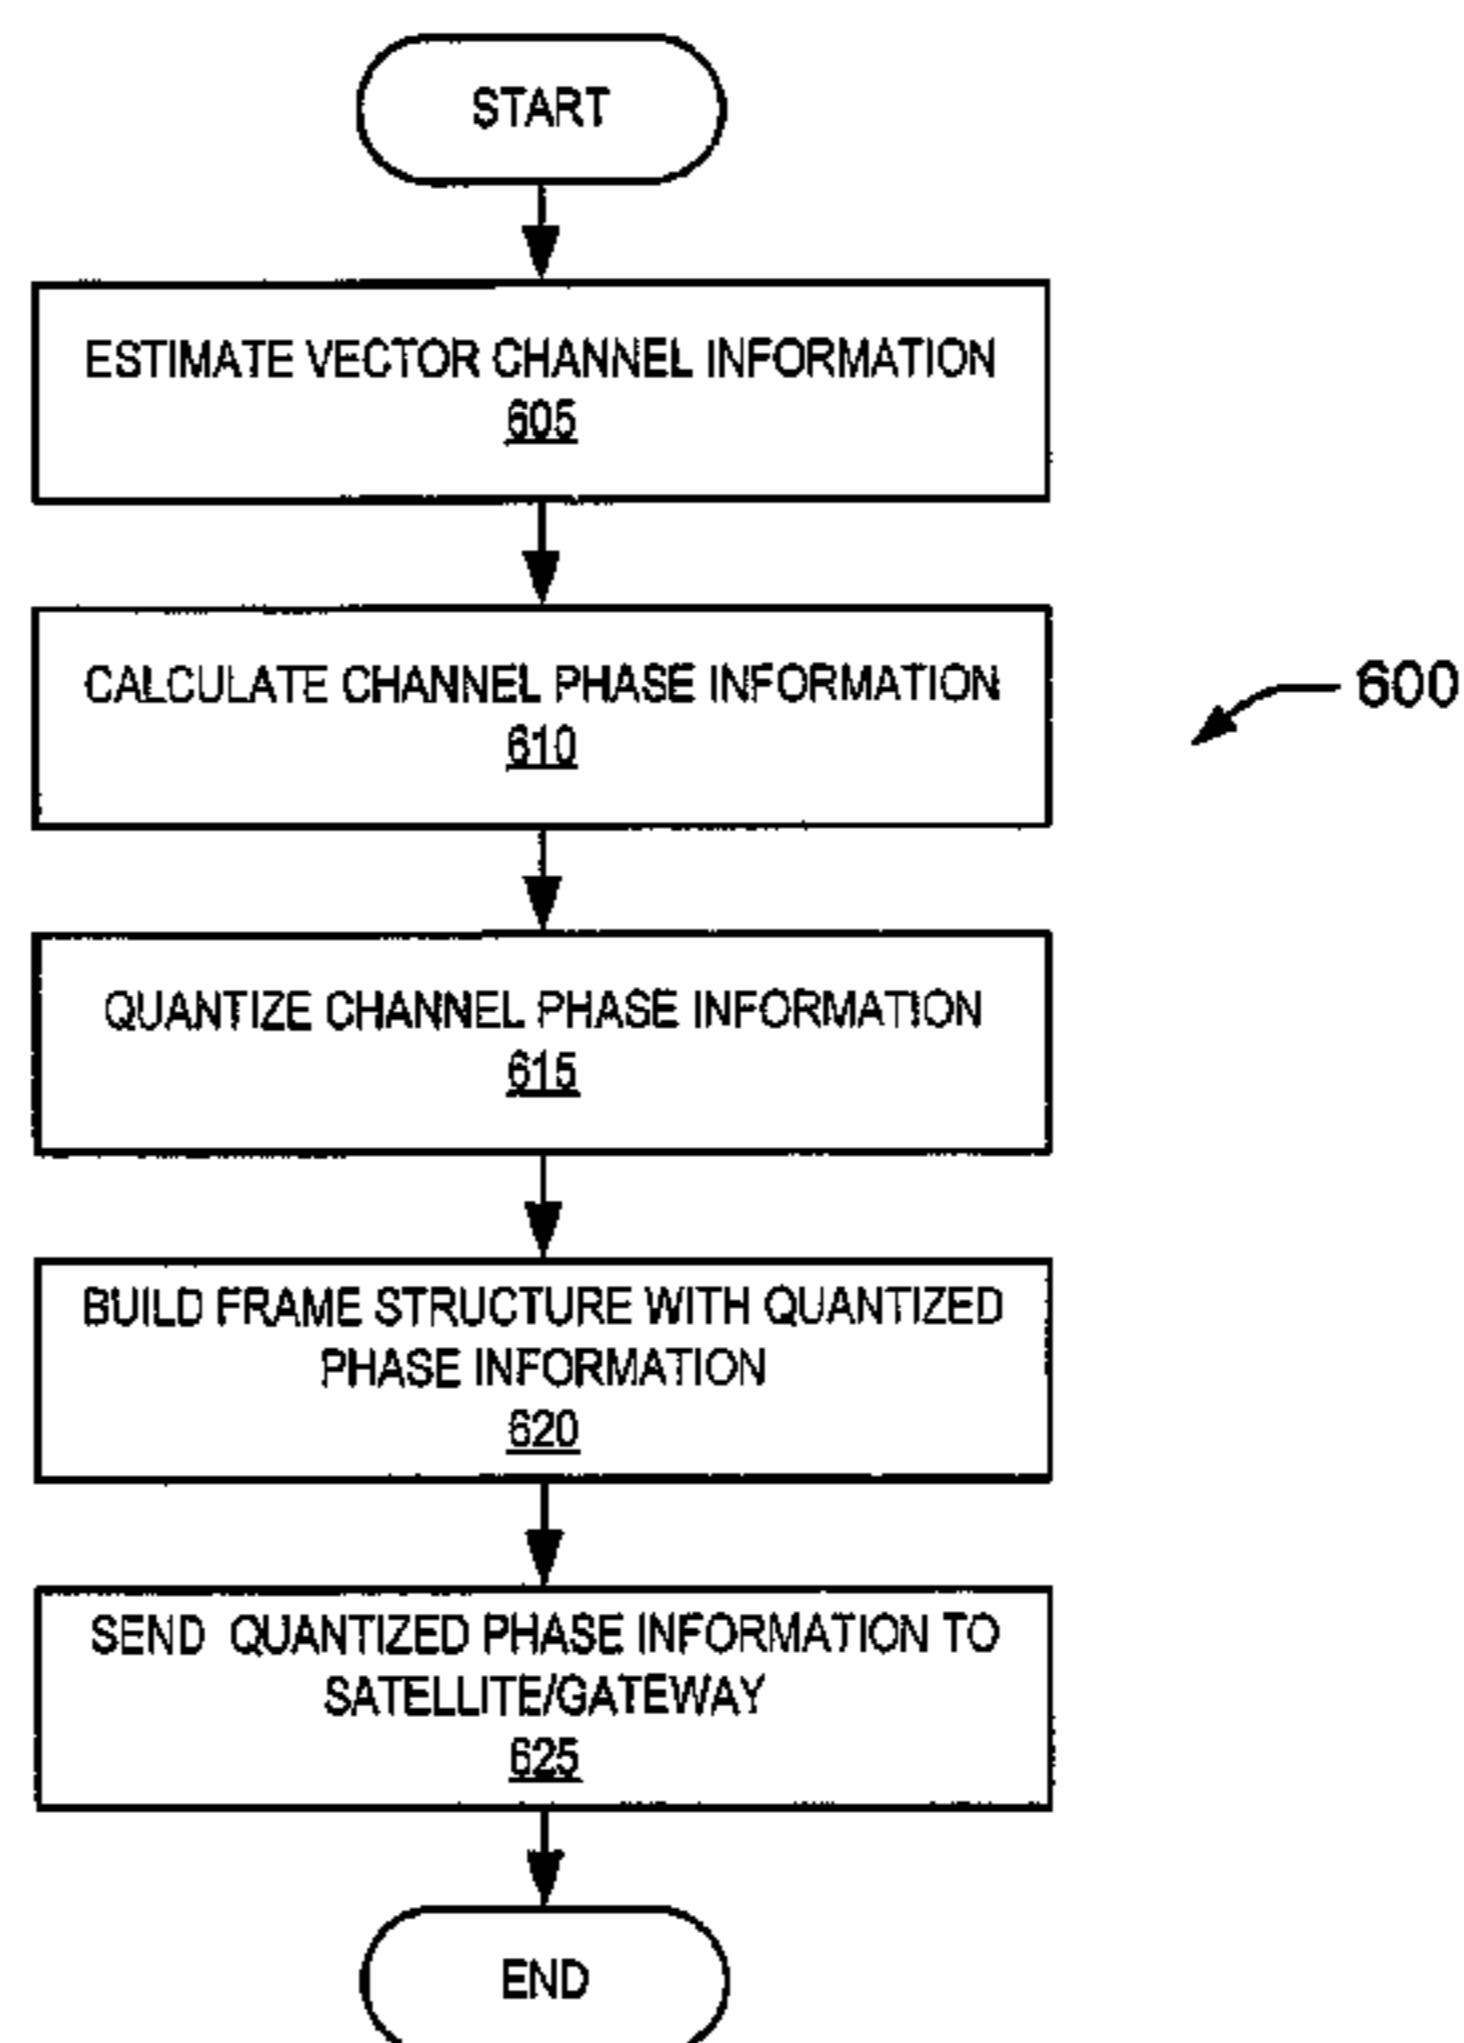 START
ESTIMATE VECTOR CHANNEL INFORMATION
605
CALCULATE CHANNEL PHASE INFORMATION
610
600
QUANTIZE CHANNEL PHASE INFORMATION
615
BUILD FRAME STRUCTURE WITH QUANTIZED
PHASE INFORMATION
620
SEND QUANTIZED PHASE INFORMATION TO
SATELLITE/GATEWAY
625
END